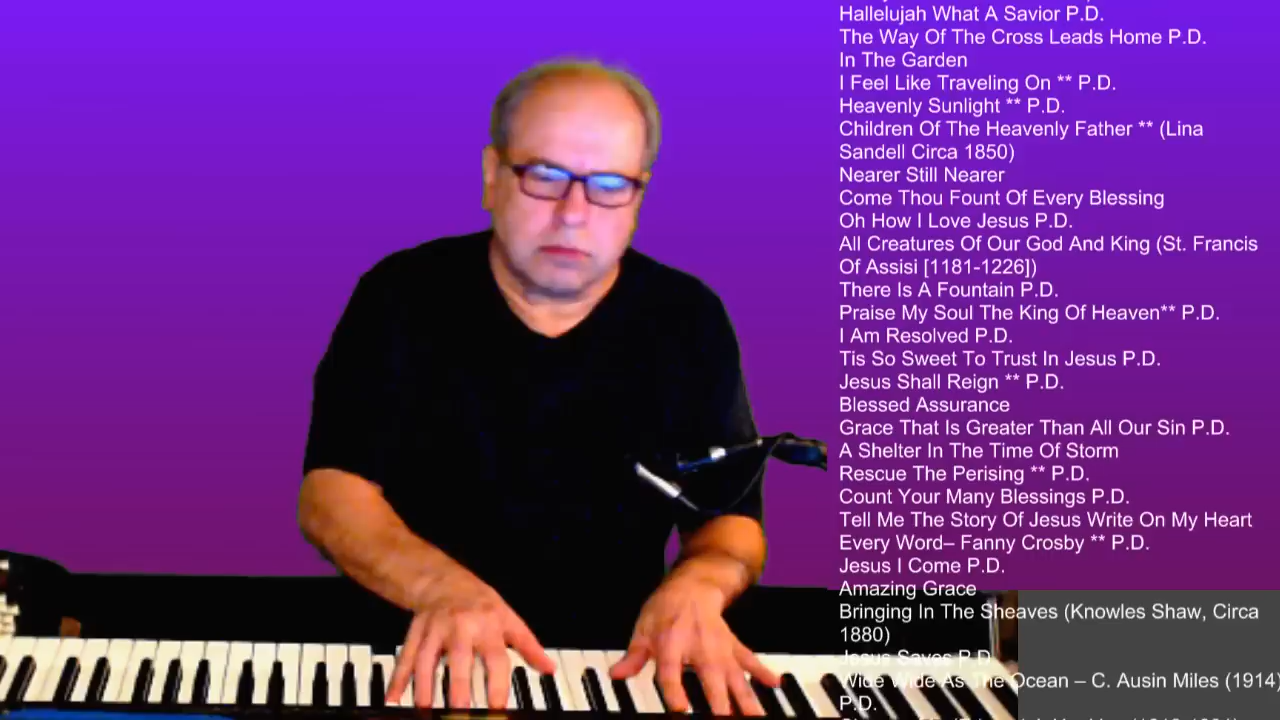 Hallelujah What A Savior P.D.
The Way Of The Cross Leads Home P.D.
In The Garden
I Feel Like Traveling On ** P.D.
Heavenly Sunlight ** P.D.
Children Of The Heavenly Father ** (Lina
Sandell Circa 1850)
Nearer Still Nearer
Come Thou Fount Of Every Blessing
Oh How I Love Jesus P.D.
All Creatures Of Our God And King (St. Francis
Of Assisi [1181-1226])
There Is A Fountain P.D.
Praise My Soul The King Of Heaven** P.D.
I Am Resolved P.D.
Tis So Sweet To Trust In Jesus P.D.
Jesus Shall Reign ** P.D.
Blessed Assurance
Grace That Is Greater Than All Our Sin P.D.
A Shelter In The Time Of Storm
Rescue The Perising ** P.D.
Count Your Many Blessings P.D.
Tell Me The Story Of Jesus Write On My Heart
Every Word– Fanny Crosby ** P.D.
Jesus I Come P.D.
Amazing Grace
Bringing In The Sheaves (Knowles Shaw, Circa
1880)
Jesus Saves P.D.
Wide Wide As The Ocean – C. Ausin Miles (1914)
P.D.